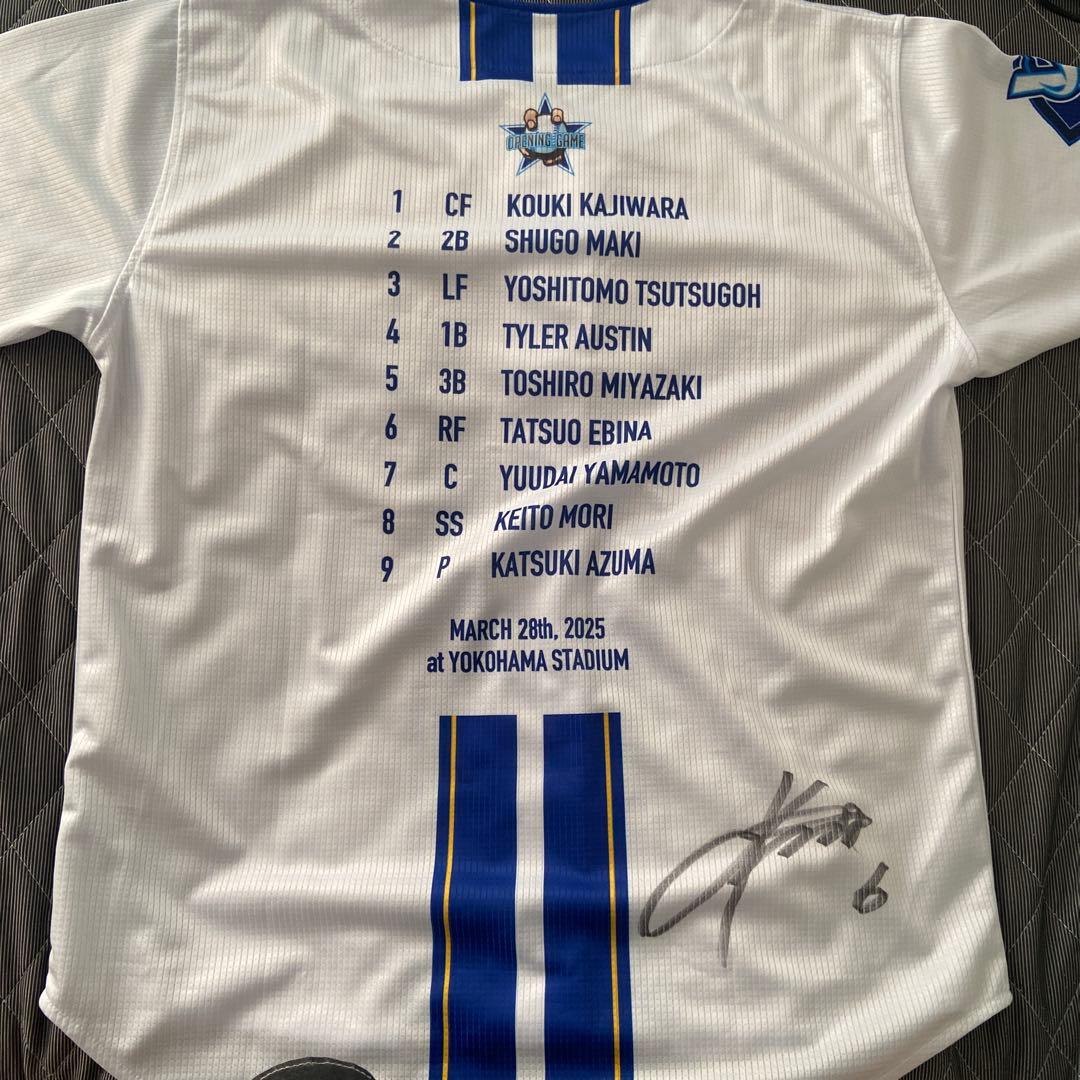 OPENING GAME
1 CF KOUKI KAJIWARA
2 2B SHUGO MAKI
3 LF YOSHITOMO TSUTSUGOH
4 1B TYLER AUSTIN
5 3B TOSHIRO MIYAZAKI
6 RF TATSUO EBINA
7 C YUUDAI YAMAMOTO
8 SS KEITO MORI
9 P KATSUKI AZUMA
MARCH 28th, 2025
at YOKOHAMA STADIUM
6